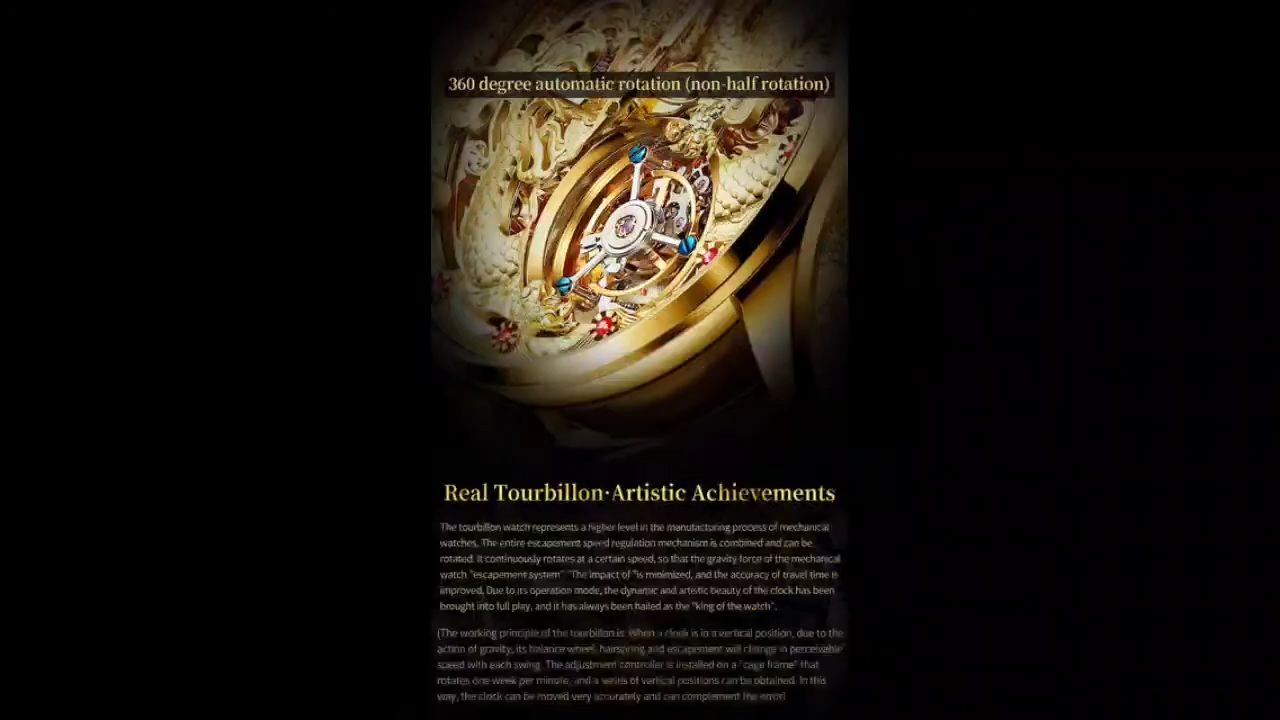 360 degree automatic rotation (non-half rotation)
Real Tourbillon·Artistic Achievements
The tourbillon watch represents a higher level in the manufacturing process of mechanical
watches. The entire escapement speed regulation mechanism is combined and can be
rotated. It continuously rotates at a certain speed, so that the gravity force of the mechanical
watch "escapement system" "The impact of "is minimized, and the accuracy of travel time is
improved. Due to its operation mode, the dynamic and artistic beauty of the clock has been
brought into full play, and it has always been hailed as the "king of the watch".
(The working principle of the tourbillon is: When a clock is in a vertical position, due to the
action of gravity, its balance wheel, hairspring and escapement will change in perceivable
speed with each swing. The adjustment controller is installed on a "cage frame" that
rotates one week per minute, and a series of vertical positions can be obtained. In this
way, the clock can be moved very accurately and can complement the error)